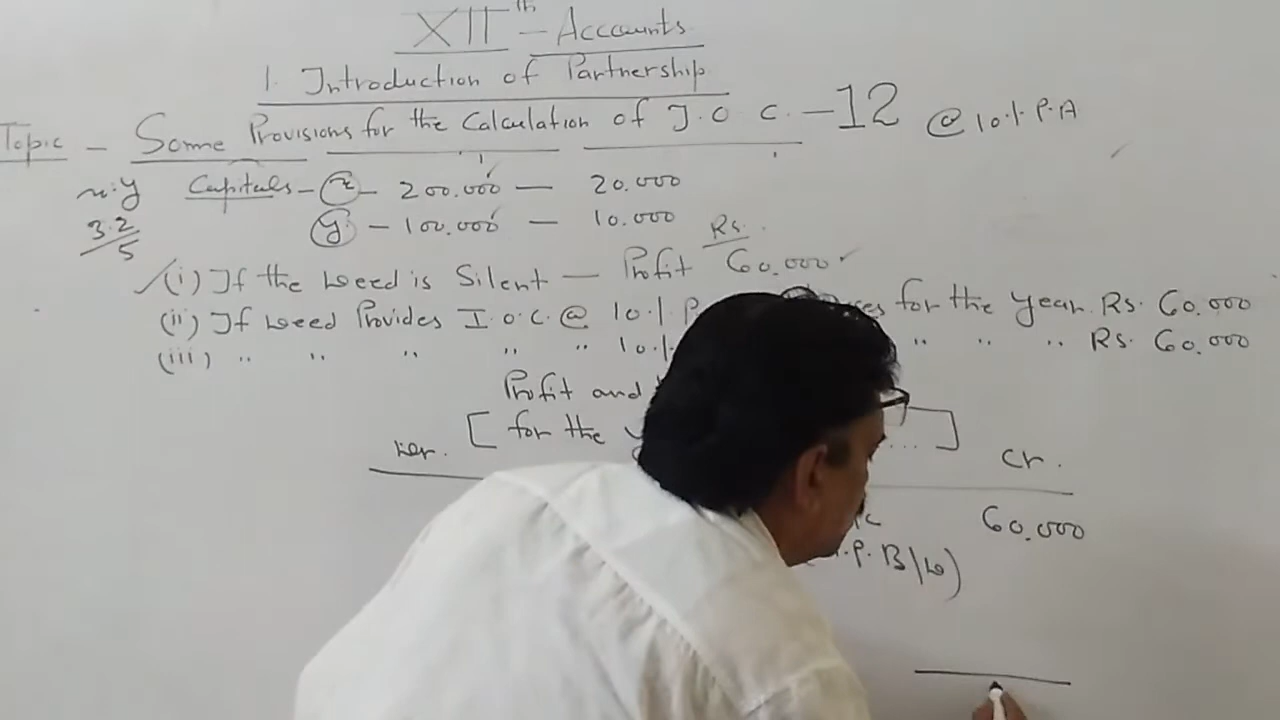 XIIth - Accounts
1. Introduction of Partnership
Topic - Some Provisions for the Calculation of I.O.C. - 12 @ 10% P.A
x:y Capitals - x - 200.000 - 20.000
3:2 y - 100.000 - 10.000
5
Rs.
(i) If the Deed is Silent - Profit 60.000
(ii) If Deed Provides I.O.C. @ 10% P for the year Rs. 60.000
(iii) " " " " " 10% " " " Rs. 60.000
Profit and
[ for the ... ]
Der. Cr.
60.000
P. B/D)